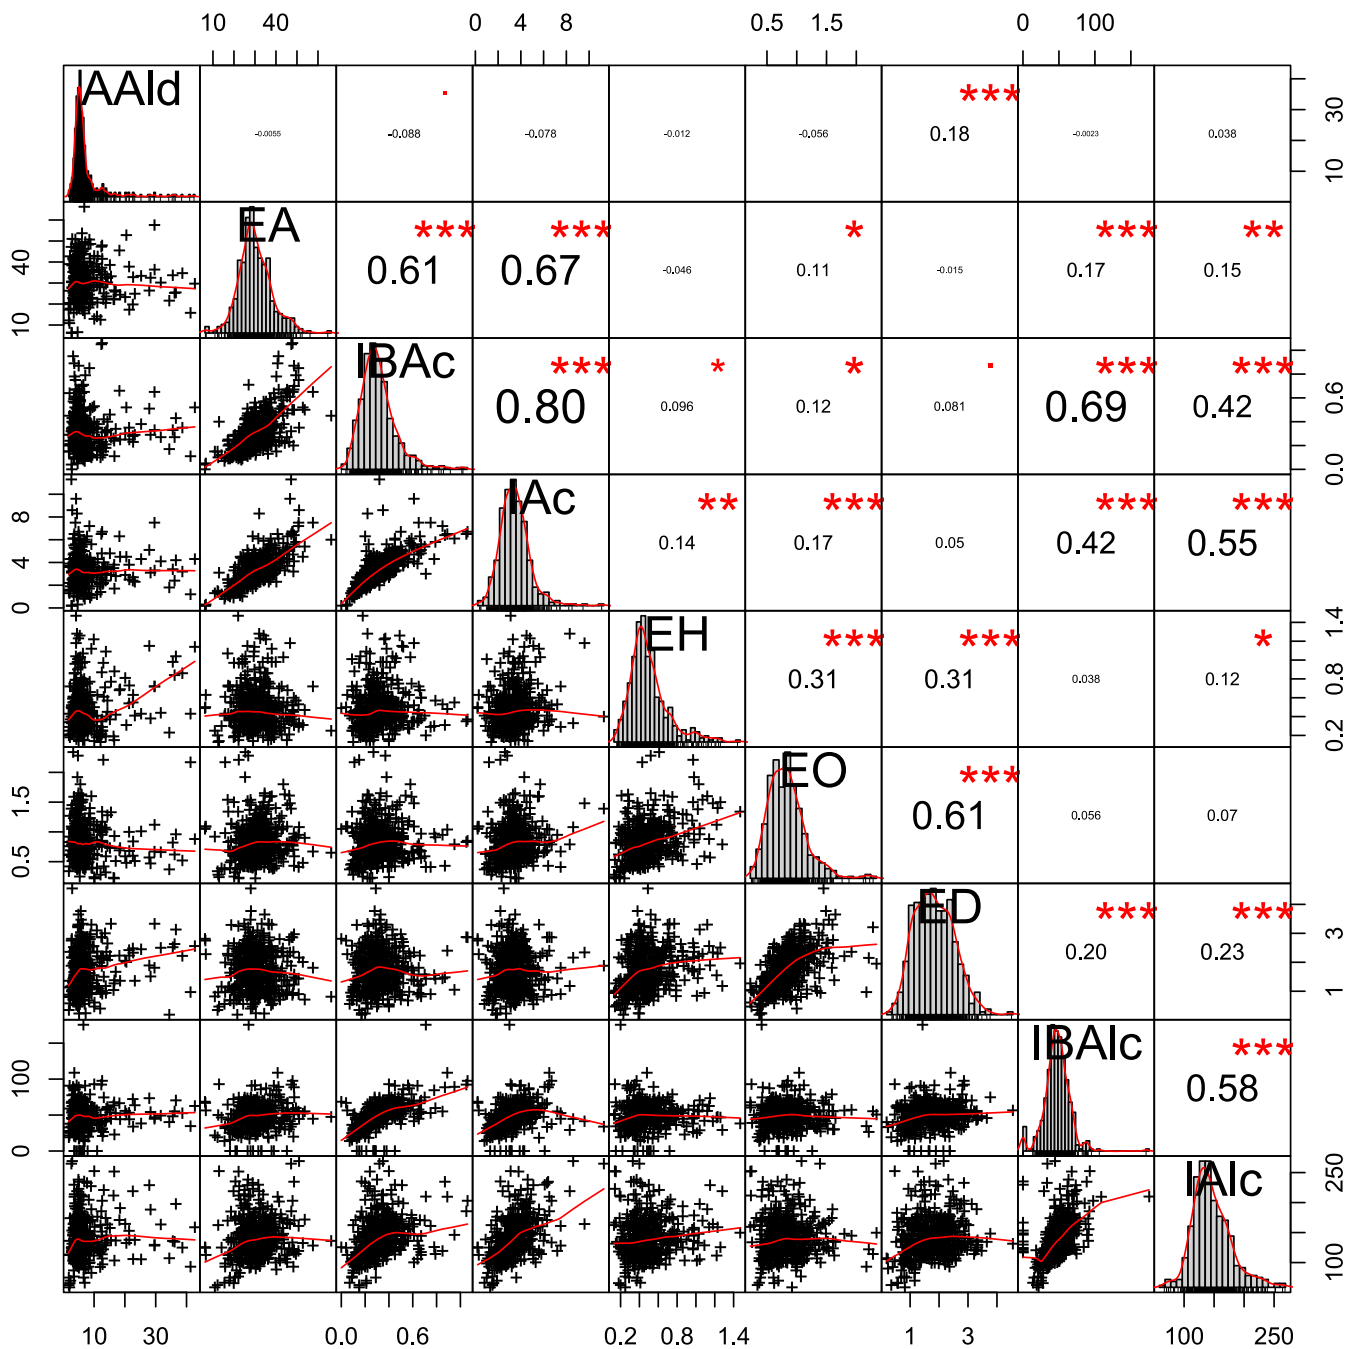 10 40 0 4 8 0.5 1.5 0 100
AAId . ***
-0.0055 -0.088 -0.078 -0.012 -0.056 0.18 -0.0023 0.038
10 30
EA *** *** * *** **
0.61 0.67 -0.046 0.11 -0.015 0.17 0.15
10 40
IBAc *** * * . *** ***
0.80 0.096 0.12 0.081 0.69 0.42
0.0 0.6
IAc ** *** *** ***
0.14 0.17 0.05 0.42 0.55
0 4 8
EH *** *** *
0.31 0.31 0.038 0.12
0.2 0.8 1.4
EO ***
0.61 0.056 0.07
0.5 1.5
ED *** ***
0.20 0.23
1 3
IBAIc ***
0.58
0 100
IAIc
100 250
10 30 0.0 0.6 0.2 0.8 1.4 1 3 100 250